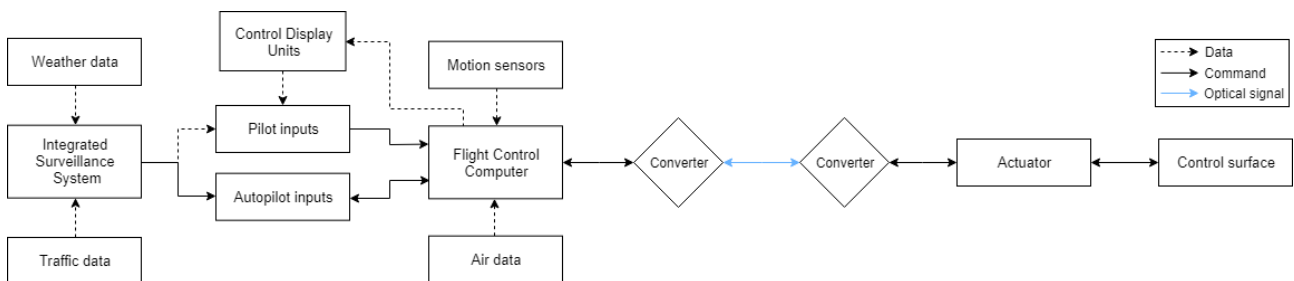 Weather data
Integrated
Surveillance
System
Traffic data
Control Display
Units
Pilot inputs
Autopilot inputs
Motion sensors
Flight Control
Computer
Air data
Converter
Converter
Actuator
Control surface
Data
Command
Optical signal